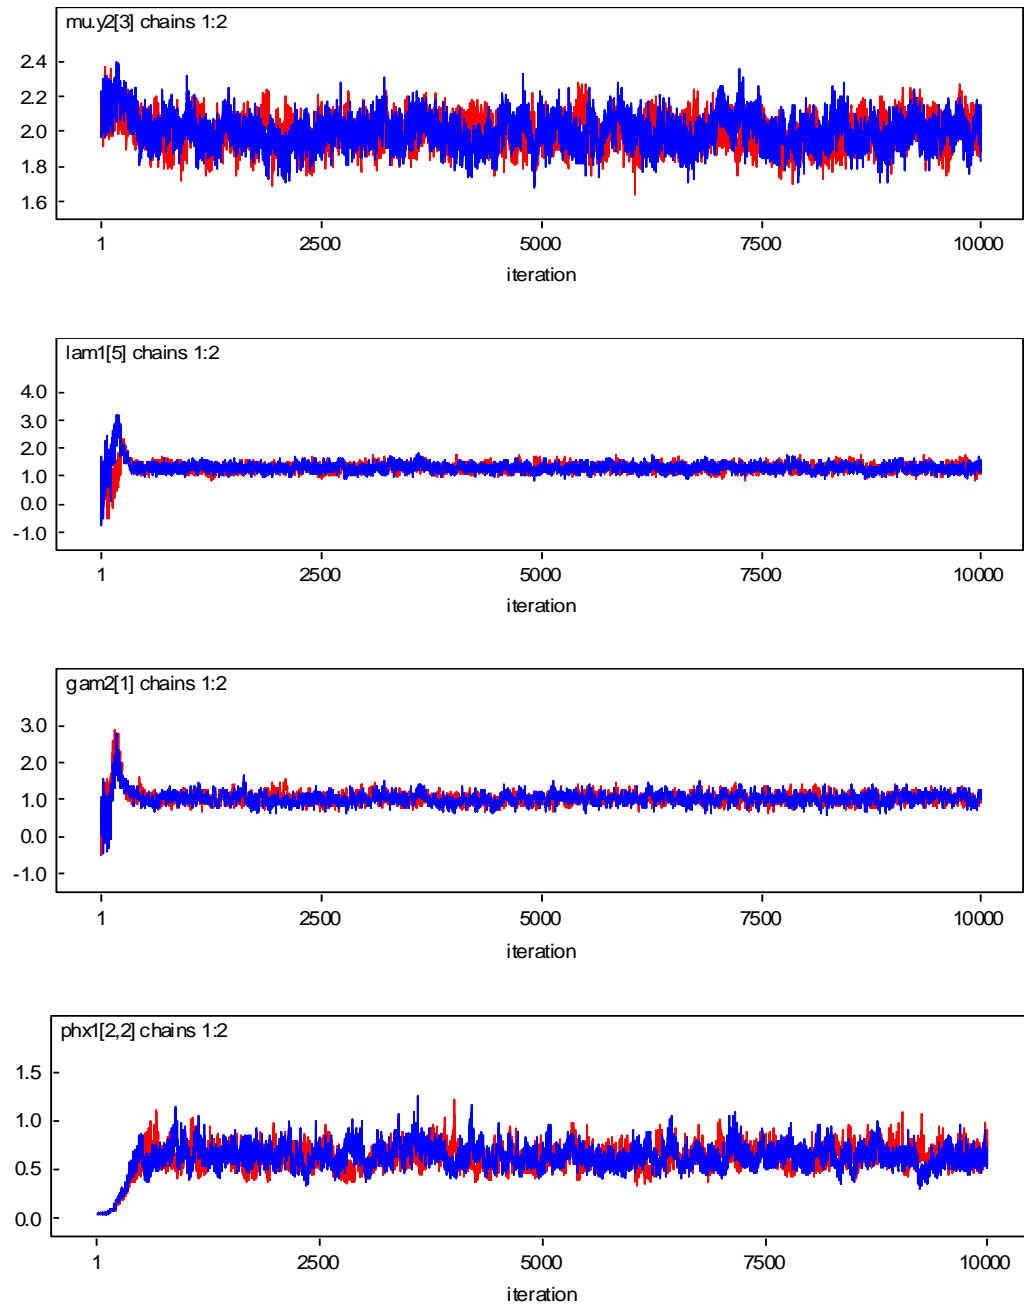 mu.y2[3] chains 1:2
2.4
2.2
2.0
1.8
1.6
1 2500 5000 7500 10000
iteration
lam1[5] chains 1:2
4.0
3.0
2.0
1.0
0.0
-1.0
1 2500 5000 7500 10000
iteration
gam2[1] chains 1:2
3.0
2.0
1.0
0.0
-1.0
1 2500 5000 7500 10000
iteration
phx1[2,2] chains 1:2
1.5
1.0
0.5
0.0
1 2500 5000 7500 10000
iteration